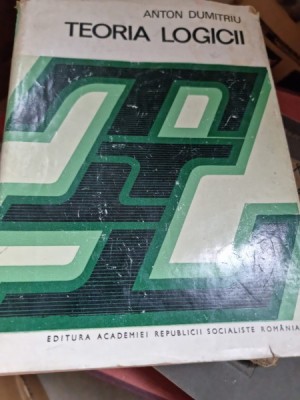 ANTON DUMITRIU
TEORIA LOGICII
EDITURA ACADEMIEI REPUBLICII SOCIALISTE ROMÂNIA